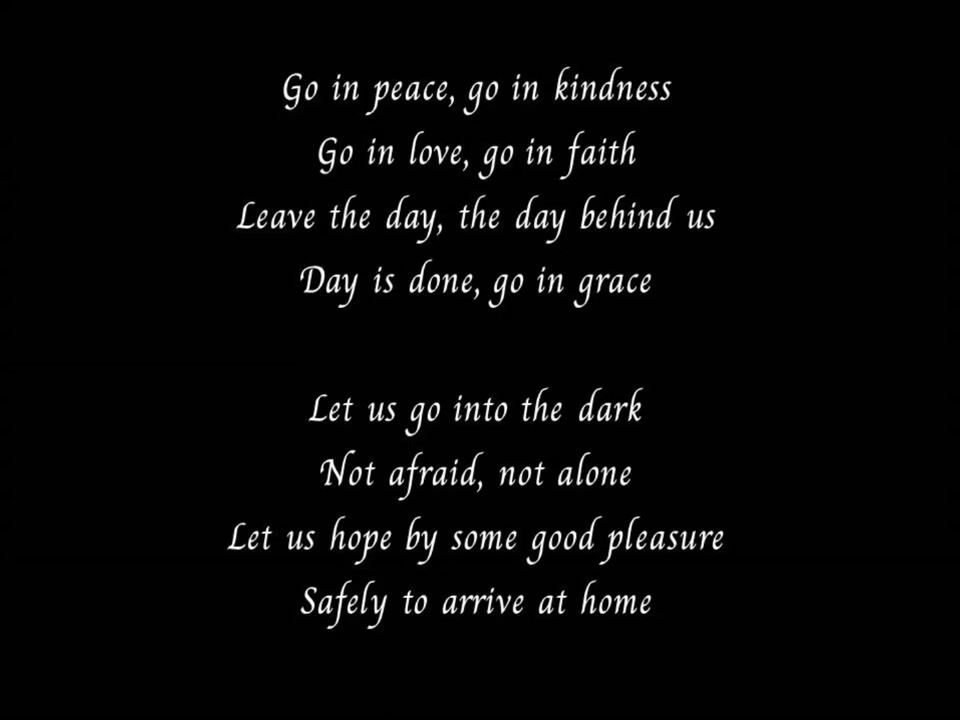 Go in peace, go in kindness
Go in love, go in faith
Leave the day, the day behind us
Day is done, go in grace
Let us go into the dark
Not afraid, not alone
Let us hope by some good pleasure
Safely to arrive at home